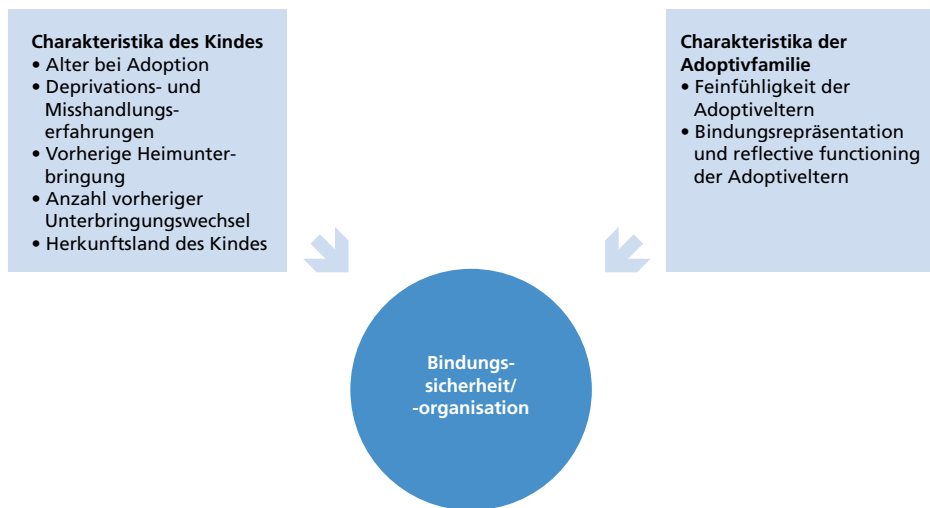 Charakteristika des Kindes
• Alter bei Adoption
• Deprivations- und
Misshandlungs-
erfahrungen
• Vorherige Heimunter-
bringung
• Anzahl vorheriger
Unterbringungswechsel
• Herkunftsland des Kindes
Charakteristika der
Adoptivfamilie
• Feinfühligkeit der
Adoptiveltern
• Bindungsrepräsentation
und reflective functioning
der Adoptiveltern
Bindungs-
sicherheit/
-organisation